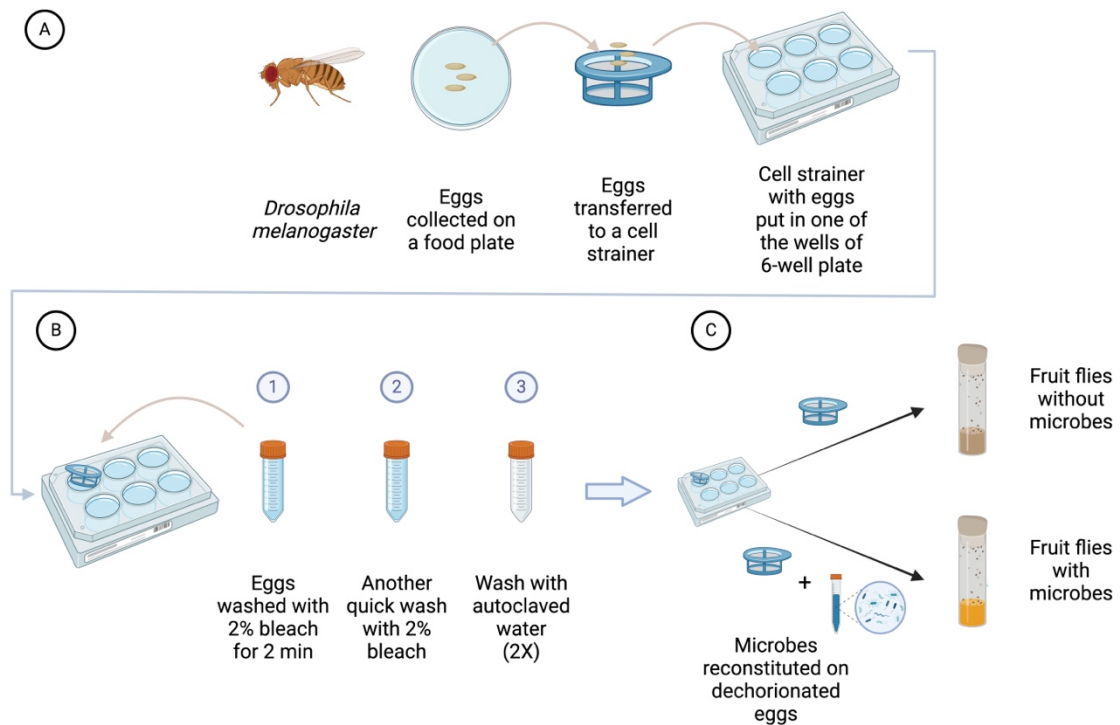 A
Drosophila
melanogaster
Eggs
collected on
a food plate
Eggs
transferred
to a cell
strainer
Cell strainer
with eggs
put in one of
the wells of
6-well plate
B
1
2
3
Eggs
washed with
2% bleach
for 2 min
Another
quick wash
with 2%
bleach
Wash with
autoclaved
water
(2X)
C
Fruit flies
without
microbes
+
Microbes
reconstituted on
dechorionated
eggs
Fruit flies
with
microbes